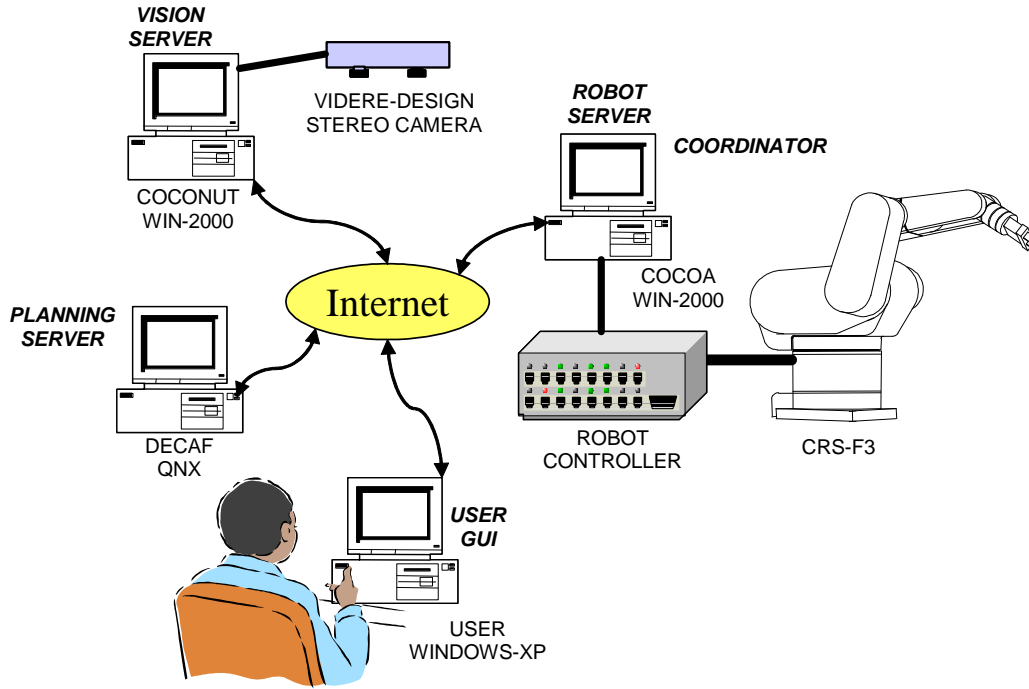 VISION
SERVER
VIDERE-DESIGN
STEREO CAMERA
COCONUT
WIN-2000
ROBOT
SERVER
COORDINATOR
COCOA
WIN-2000
Internet
PLANNING
SERVER
DECAF
QNX
ROBOT
CONTROLLER
CRS-F3
USER
GUI
USER
WINDOWS-XP